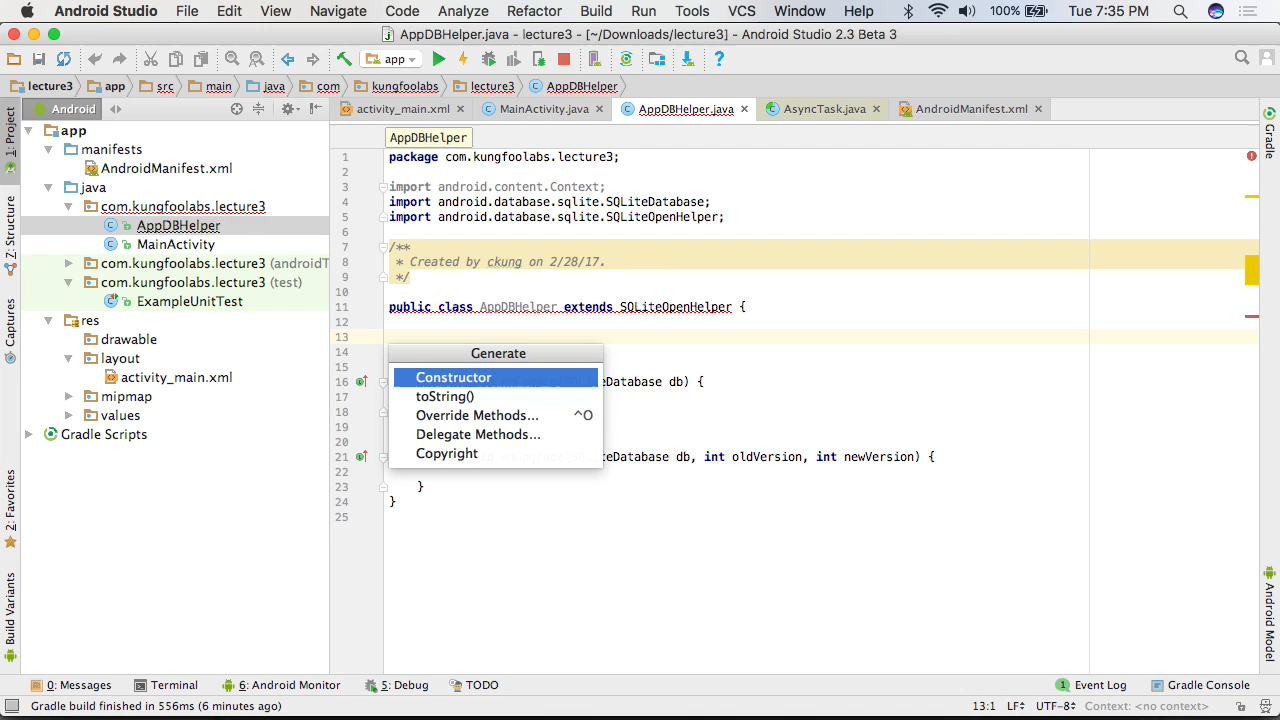 Android Studio File Edit View Navigate Code Analyze Refactor Build Run Tools VCS Window Help 100% Tue 7:35 PM
AppDBHelper.java - lecture3 - [~/Downloads/lecture3] - Android Studio 2.3 Beta 3
app
lecture3 app src main java com kungfoolabs lecture3 AppDBHelper
Android activity_main.xml MainActivity.java AppDBHelper.java AsyncTask.java AndroidManifest.xml
1: Project
Z: Structure
Captures
2: Favorites
Build Variants
app
manifests
AndroidManifest.xml
java
com.kungfoolabs.lecture3
AppDBHelper
MainActivity
com.kungfoolabs.lecture3 (androidT
com.kungfoolabs.lecture3 (test)
ExampleUnitTest
res
drawable
layout
activity_main.xml
mipmap
values
Gradle Scripts
AppDBHelper
1 package com.kungfoolabs.lecture3;
2
3 import android.content.Context;
4 import android.database.sqlite.SQLiteDatabase;
5 import android.database.sqlite.SQLiteOpenHelper;
6
7 /**
8 * Created by ckung on 2/28/17.
9 */
10
11 public class AppDBHelper extends SQLiteOpenHelper {
12
13
14
15
16 eDatabase db) {
17
18
19
20
21 eDatabase db, int oldVersion, int newVersion) {
22
23 }
24 }
25
Generate
Constructor
toString()
Override Methods... ^O
Delegate Methods...
Copyright
Gradle
Android Model
0: Messages Terminal 6: Android Monitor 5: Debug TODO 1 Event Log Gradle Console
Gradle build finished in 556ms (6 minutes ago) 13:1 LF UTF-8 Context: <no context>